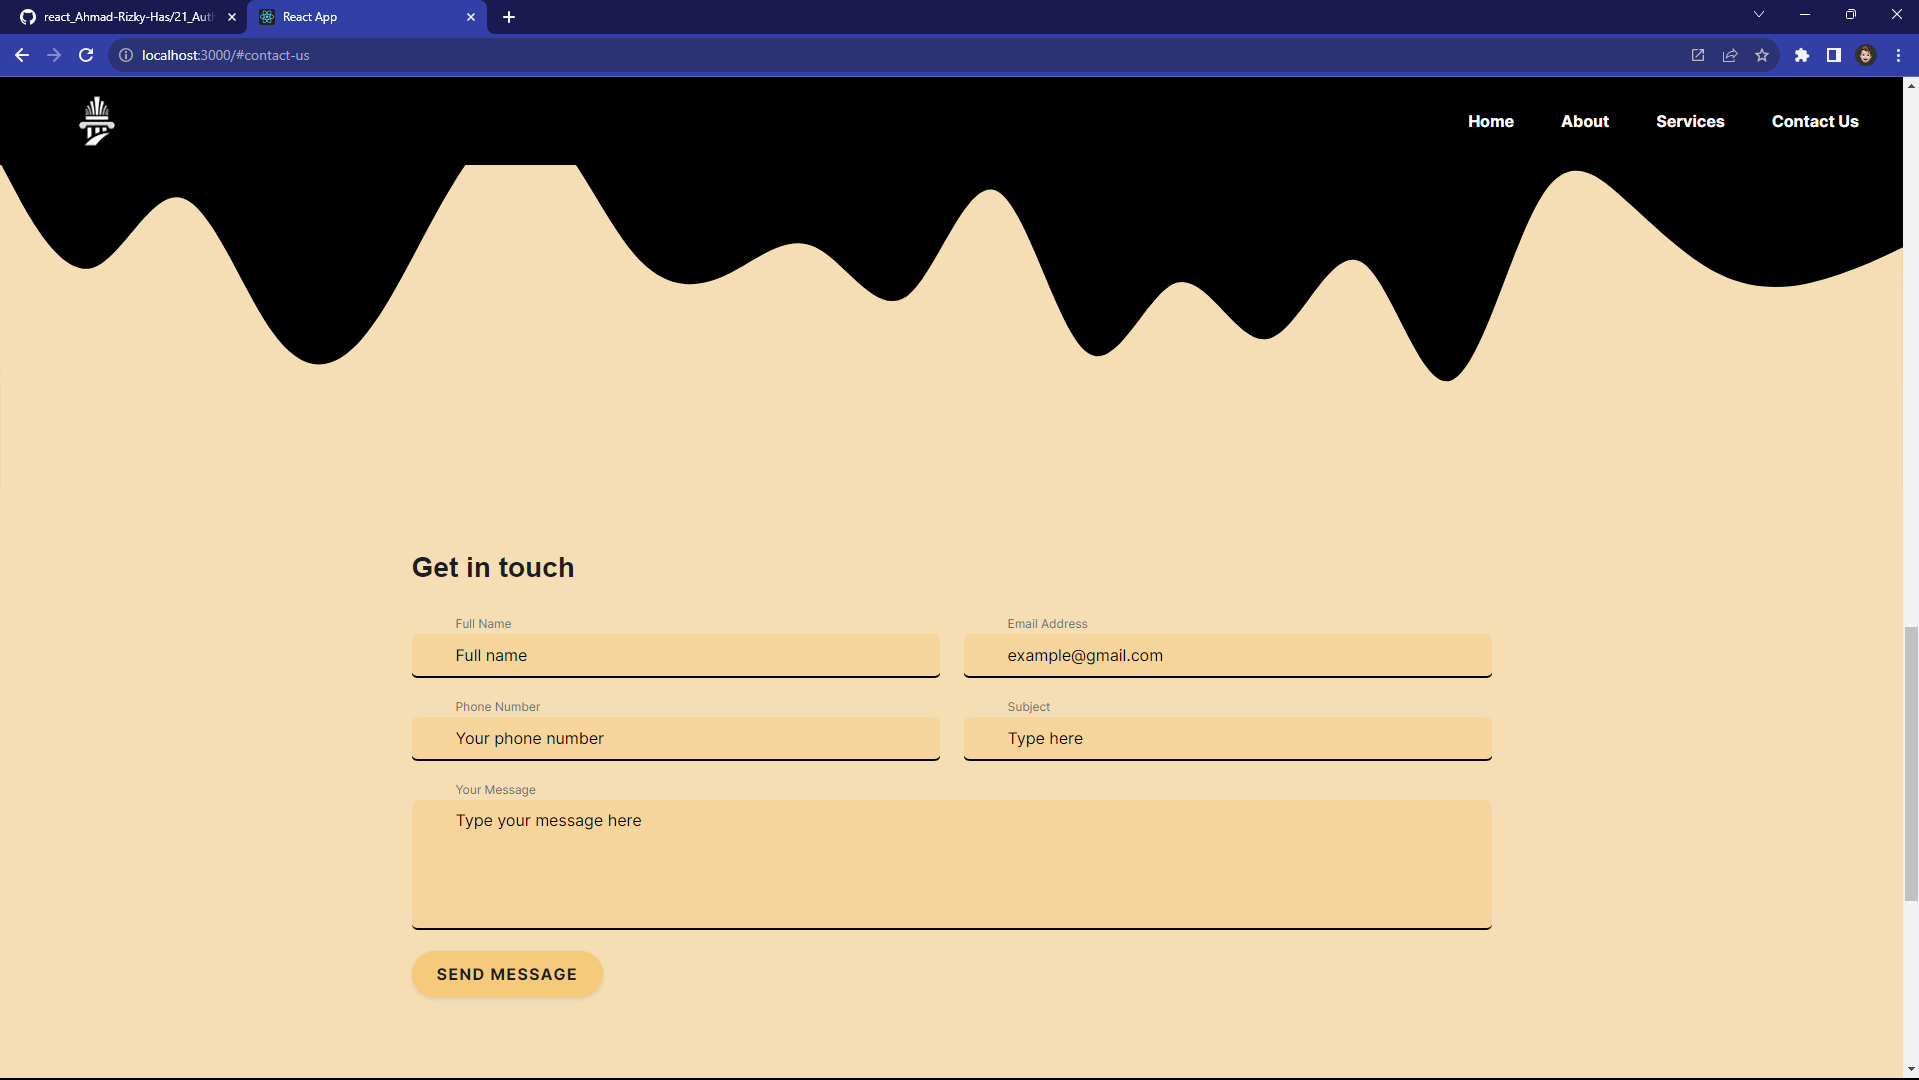 react_Ahmad-Rizky-Has/21_Aut
React App
localhost:3000/#contact-us
Home About Services Contact Us
Get in touch
Full Name Email Address
Full name example@gmail.com
Phone Number Subject
Your phone number Type here
Your Message
Type your message here
SEND MESSAGE